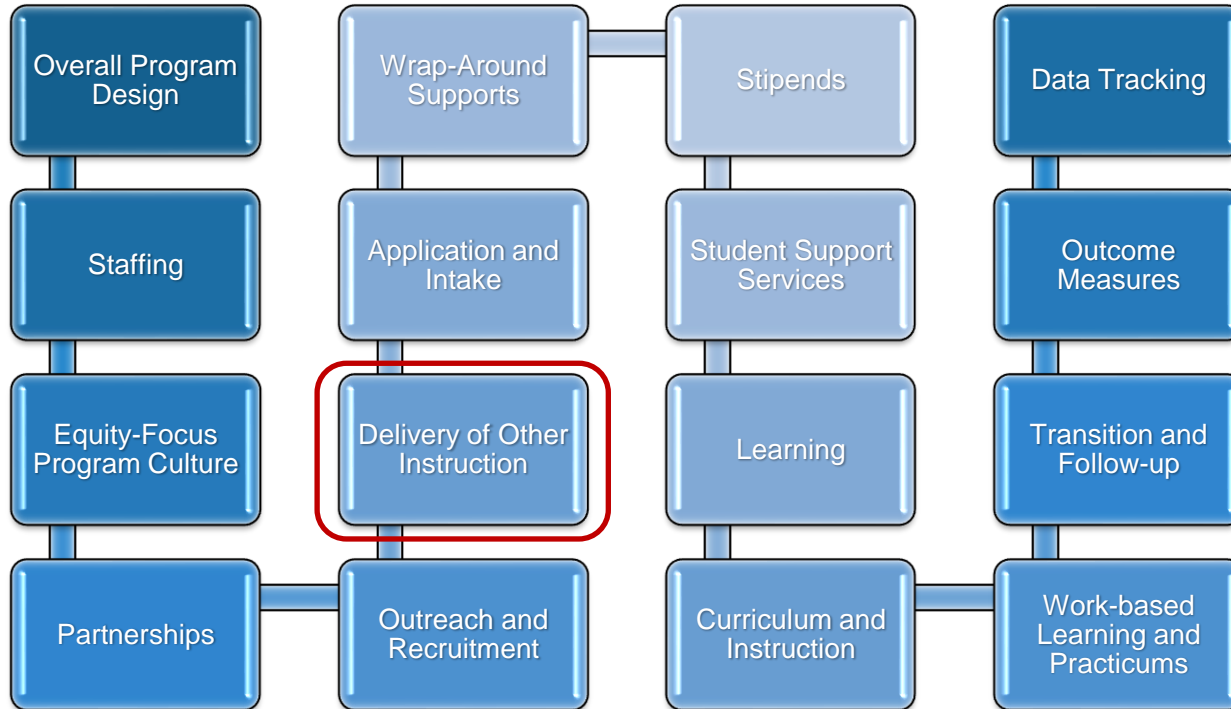 Overall Program
Design
Staffing
Equity-Focus
Program Culture
Partnerships
Outreach and
Recruitment
Delivery of Other
Instruction
Application and
Intake
Wrap-Around
Supports
Stipends
Student Support
Services
Learning
Curriculum and
Instruction
Work-based
Learning and
Practicums
Transition and
Follow-up
Outcome
Measures
Data Tracking